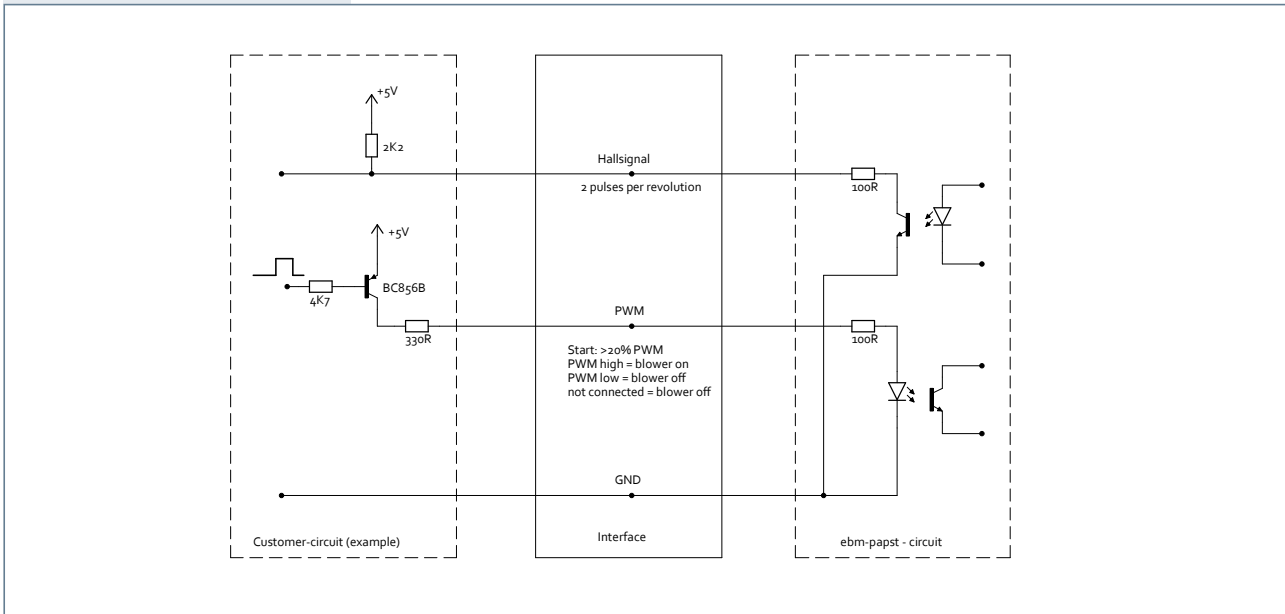 +5V
2K2
Hallsignal
2 pulses per revolution
100R
+5V
4K7
BC856B
330R
PWM
100R
Start: >20% PWM
PWM high = blower on
PWM low = blower off
not connected = blower off
GND
Customer-circuit (example)
Interface
ebm-papst - circuit